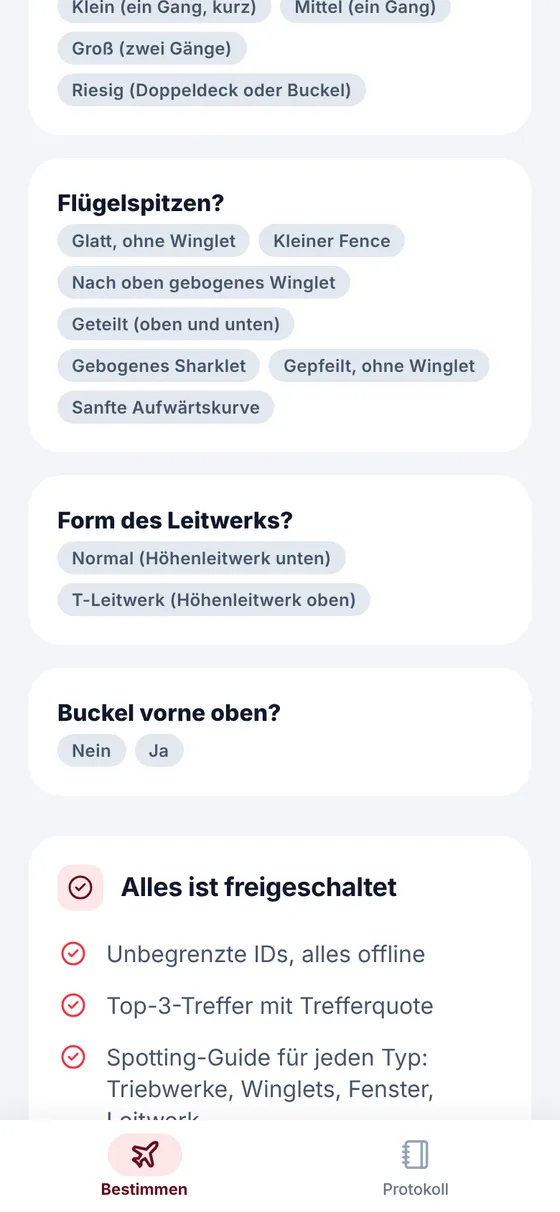 Klein (ein Gang, kurz) Mittel (ein Gang)
Groß (zwei Gänge)
Riesig (Doppeldeck oder Buckel)
Flügelspitzen?
Glatt, ohne Winglet Kleiner Fence
Nach oben gebogenes Winglet
Geteilt (oben und unten)
Gebogenes Sharklet Gepfeilt, ohne Winglet
Sanfte Aufwärtskurve
Form des Leitwerks?
Normal (Höhenleitwerk unten)
T-Leitwerk (Höhenleitwerk oben)
Buckel vorne oben?
Nein Ja
Alles ist freigeschaltet
Unbegrenzte IDs, alles offline
Top-3-Treffer mit Trefferquote
Spotting-Guide für jeden Typ:
Triebwerke, Winglets, Fenster,
Leitwerk
Bestimmen Protokoll